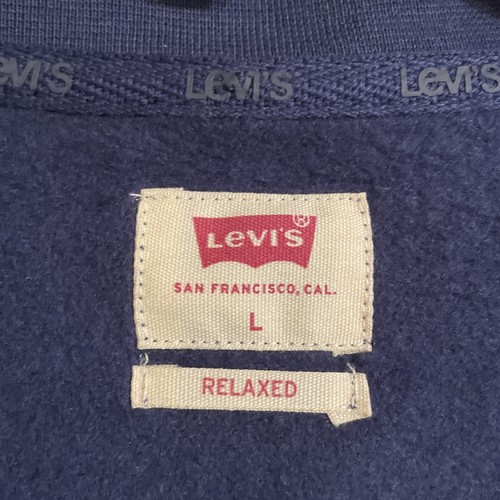 LEVI'S LEVI'S LEVI'S
LEVI'S®
SAN FRANCISCO, CAL.
L
RELAXED